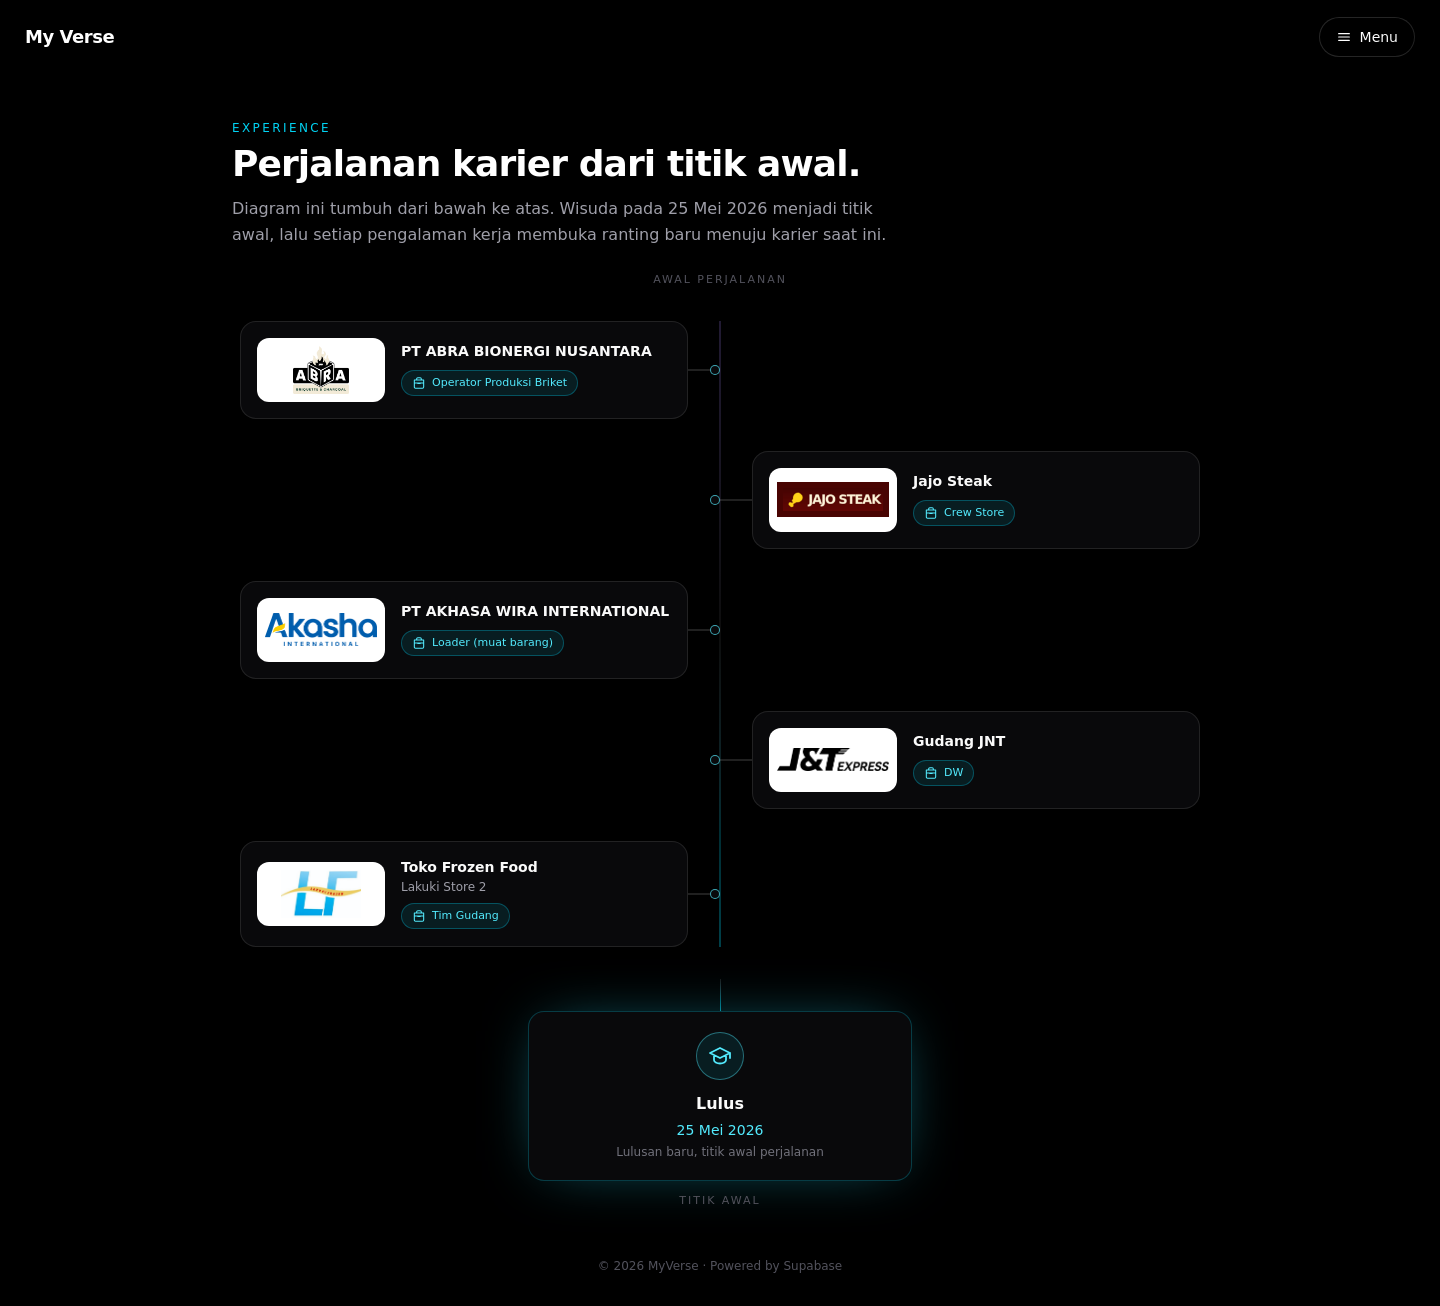 My Verse
Menu
EXPERIENCE
Perjalanan karier dari titik awal.
Diagram ini tumbuh dari bawah ke atas. Wisuda pada 25 Mei 2026 menjadi titik
awal, lalu setiap pengalaman kerja membuka ranting baru menuju karier saat ini.
AWAL PERJALANAN
ABRA
BRIQUETTE & CHARCOAL
PT ABRA BIONERGI NUSANTARA
Operator Produksi Briket
JAJO STEAK
Jajo Steak
Crew Store
Akasha
INTERNATIONAL
PT AKHASA WIRA INTERNATIONAL
Loader (muat barang)
J&T EXPRESS
Gudang JNT
DW
LF
Toko Frozen Food
Lakuki Store 2
Tim Gudang
Lulus
25 Mei 2026
Lulusan baru, titik awal perjalanan
TITIK AWAL
© 2026 MyVerse · Powered by Supabase